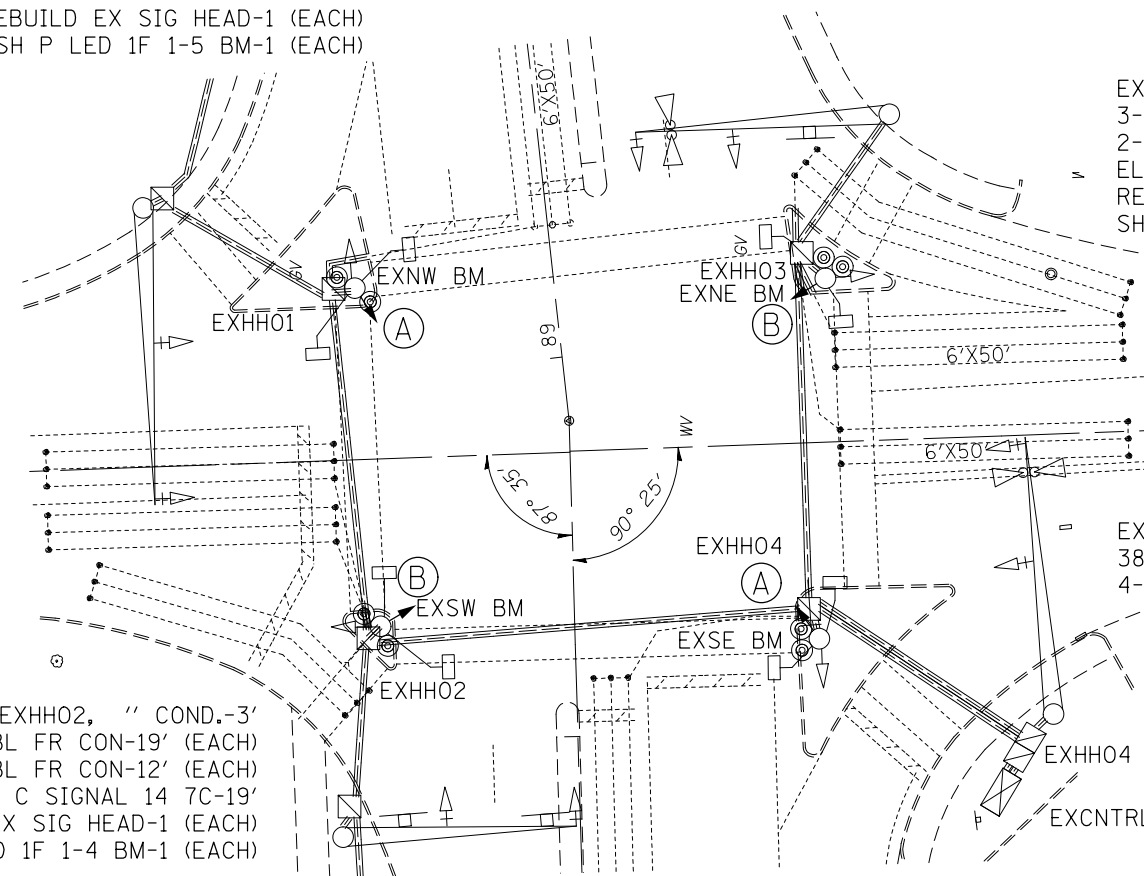 EBUILD EX SIG HEAD-1 (EACH)
SH P LED 1F 1-5 BM-1 (EACH)
6'X50'
EX
3-
2-
EL
RE
SH
GV
EXNW BM
GV
EXHH03
EXNE BM
EXHH01
A
B
I 89
6'X50'
WV
6'X50'
87° 35'
90° 25'
EXHH04
EX
38
4-
B
A
EXSW BM
EXSE BM
EXHH02
EXHH02, " COND.-3'
BL FR CON-19' (EACH)
BL FR CON-12' (EACH)
C SIGNAL 14 7C-19'
X SIG HEAD-1 (EACH)
D 1F 1-4 BM-1 (EACH)
EXHH04
P
EXCNTRL